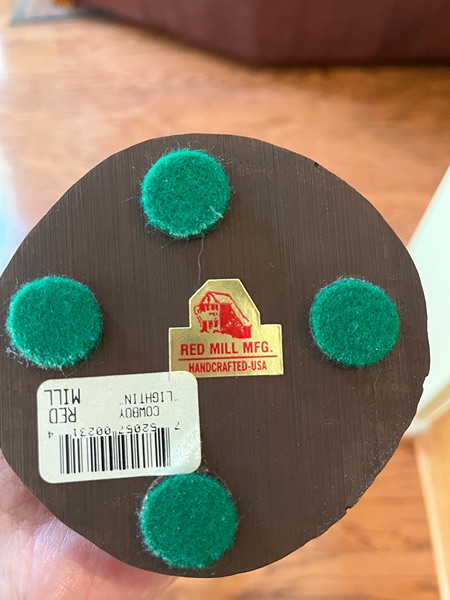 RED MILL MFG.
HANDCRAFTED-USA
RED
MILL
COWBOY
"LIGHTIN"
7 52057 00231 4